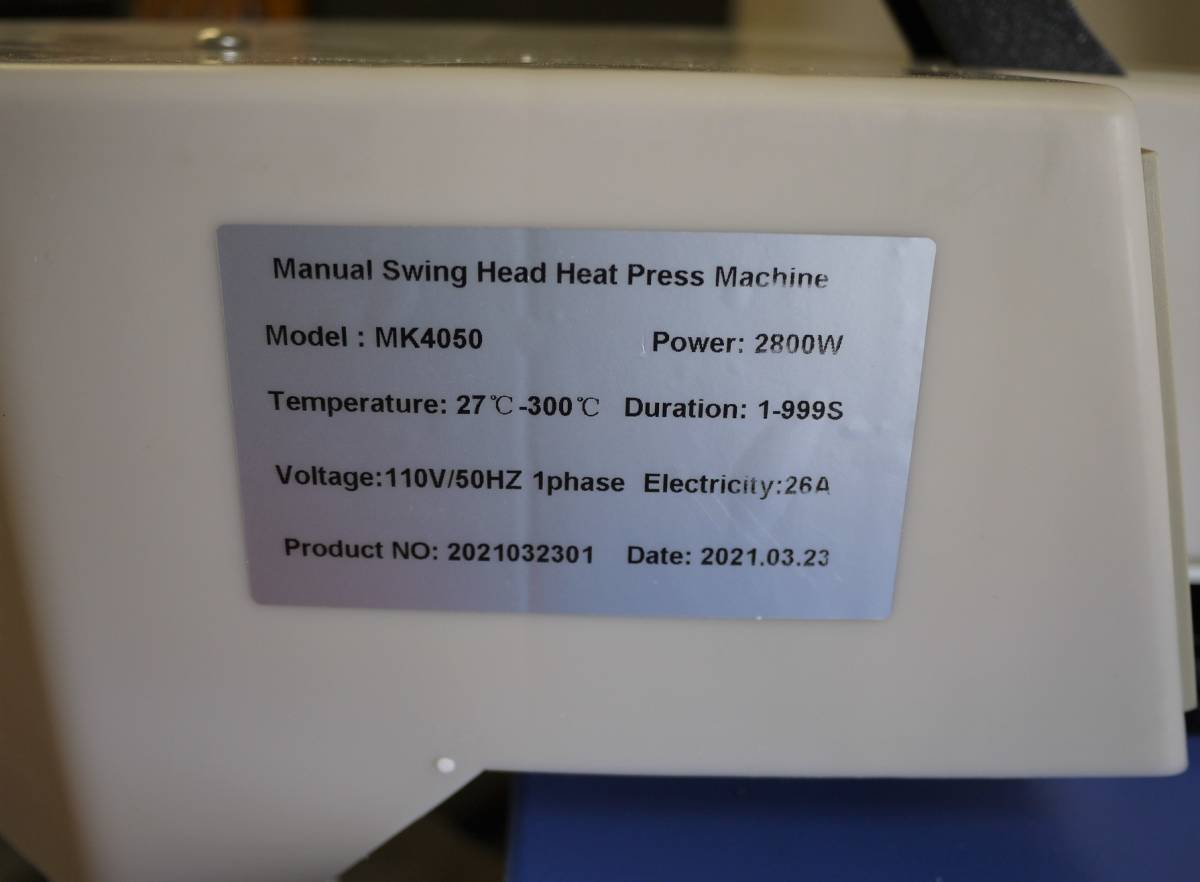 Manual Swing Head Heat Press Machine
Model : MK4050 Power: 2800W
Temperature: 27℃-300℃ Duration: 1-999S
Voltage:110V/50HZ 1phase Electricity:26A
Product NO: 2021032301 Date: 2021.03.23